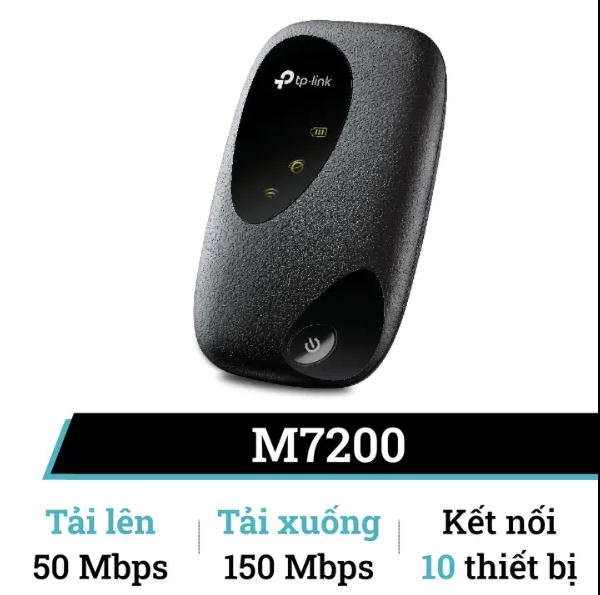 tp-link
M7200
Tải lên
50 Mbps
Tải xuống
150 Mbps
Kết nối
10 thiết bị